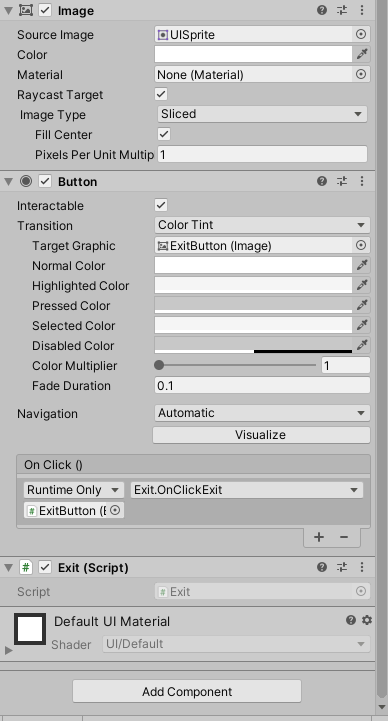 Image
Source Image UISprite
Color
Material None (Material)
Raycast Target
Image Type Sliced
Fill Center
Pixels Per Unit Multip 1
Button
Interactable
Transition Color Tint
Target Graphic ExitButton (Image)
Normal Color
Highlighted Color
Pressed Color
Selected Color
Disabled Color
Color Multiplier 1
Fade Duration 0.1
Navigation Automatic
Visualize
On Click ()
Runtime Only Exit.OnClickExit
ExitButton (E
+ −
Exit (Script)
Script Exit
Default UI Material
Shader UI/Default
Add Component